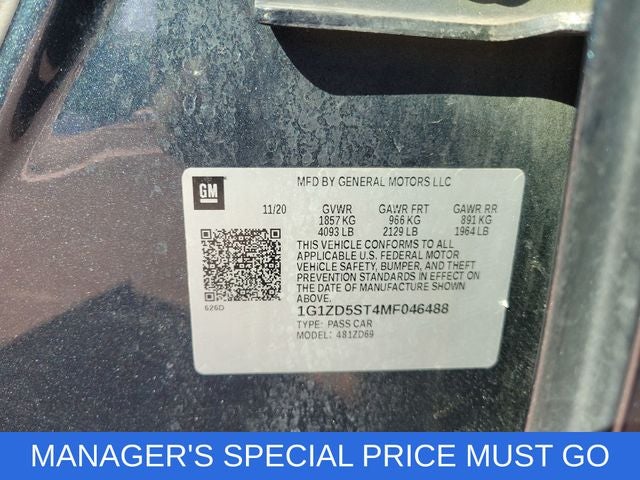 GM
MFD BY GENERAL MOTORS LLC
11/20 GVWR GAWR FRT GAWR RR
1857 KG 966 KG 891 KG
4093 LB 2129 LB 1964 LB
THIS VEHICLE CONFORMS TO ALL
APPLICABLE U.S. FEDERAL MOTOR
VEHICLE SAFETY, BUMPER, AND THEFT
PREVENTION STANDARDS IN EFFECT ON
THE DATE OF MANUFACTURE SHOWN
ABOVE.
626D
1G1ZD5ST4MF046488
TYPE: PASS CAR
MODEL: 481ZD69
MANAGER'S SPECIAL PRICE MUST GO